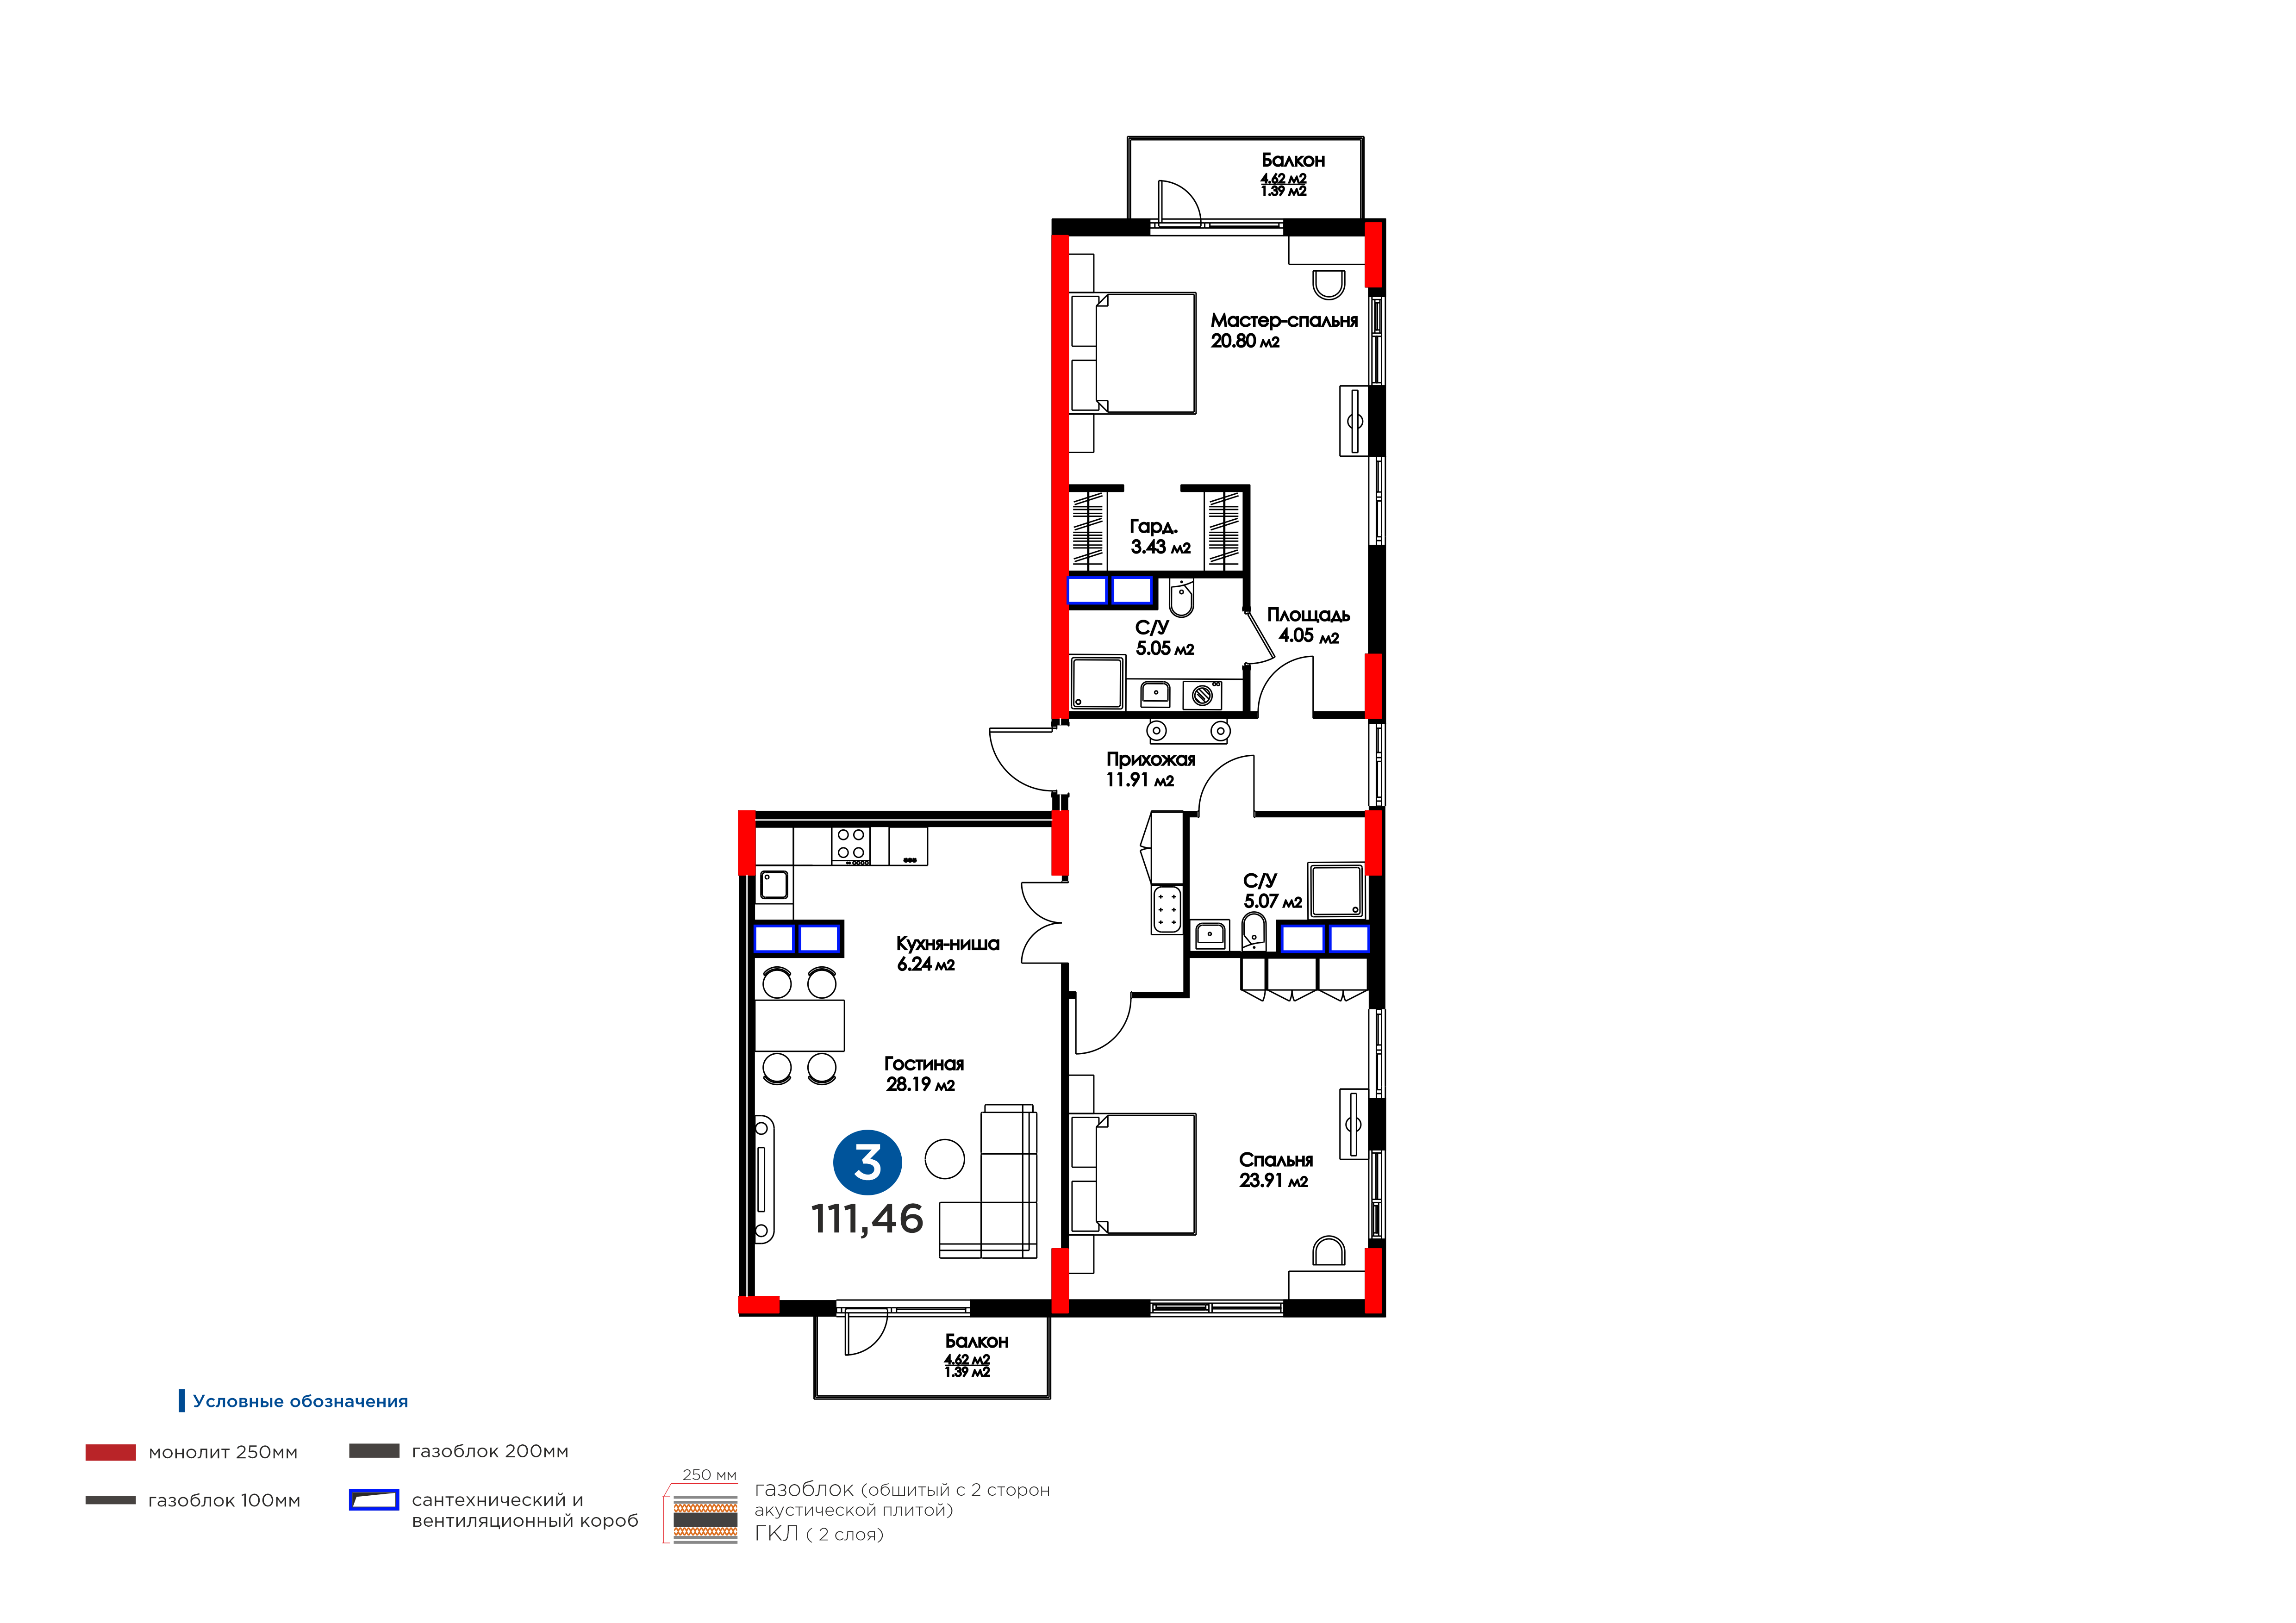 Балкон
4.62 м2
1.39 м2
Мастер-спальня
20.80 м2
Гард.
3.43 м2
Площадь
4.05 м2
С/У
5.05 м2
Прихожая
11.91 м2
С/У
5.07 м2
Кухня-ниша
6.24 м2
Гостиная
28.19 м2
3
111,46
Спальня
23.91 м2
Балкон
4.62 м2
1.39 м2
Условные обозначения
монолит 250мм
газоблок 200мм
газоблок 100мм
сантехнический и
вентиляционный короб
250 мм
газоблок (обшитый с 2 сторон
акустической плитой)
ГКЛ ( 2 слоя)